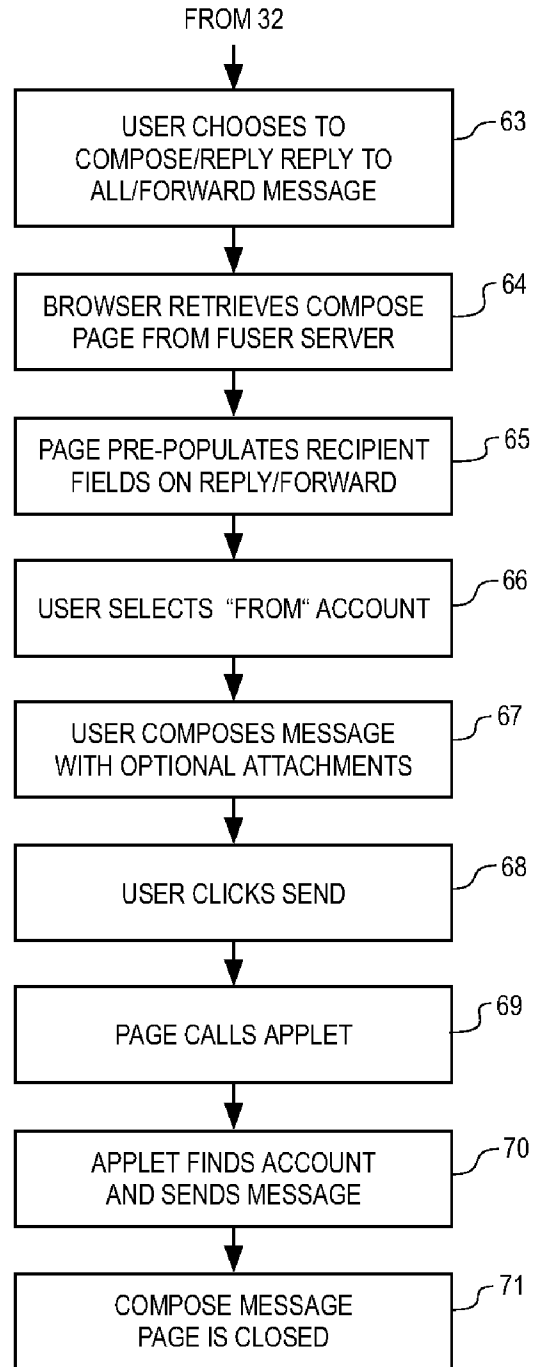 FROM 32
USER CHOOSES TO
COMPOSE/REPLY REPLY TO
ALL/FORWARD MESSAGE
63
BROWSER RETRIEVES COMPOSE
PAGE FROM FUSER SERVER
64
PAGE PRE-POPULATES RECIPIENT
FIELDS ON REPLY/FORWARD
65
USER SELECTS “FROM“ ACCOUNT
66
USER COMPOSES MESSAGE
WITH OPTIONAL ATTACHMENTS
67
USER CLICKS SEND
68
PAGE CALLS APPLET
69
APPLET FINDS ACCOUNT
AND SENDS MESSAGE
70
COMPOSE MESSAGE
PAGE IS CLOSED
71